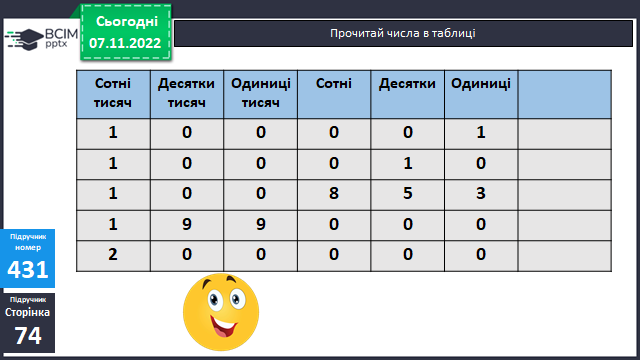 ВСІМ
pptx
Сьогодні
07.11.2022
Прочитай числа в таблиці
Сотні тисяч Десятки тисяч Одиниці тисяч Сотні Десятки Одиниці
1 0 0 0 0 1
1 0 0 0 1 0
1 0 0 8 5 3
1 9 9 0 0 0
2 0 0 0 0 0
Підручник
номер
431
Підручник
Сторінка
74